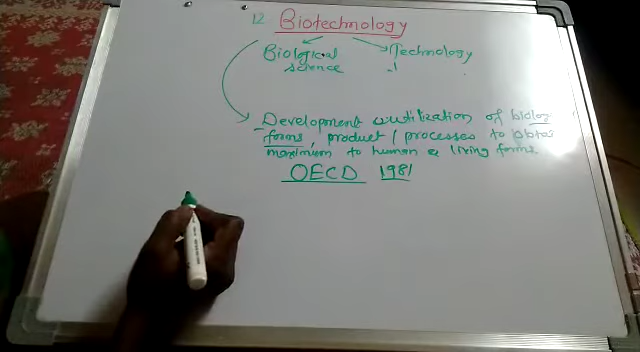 12 Biotechnology
Biological Technology
science
Development & utilization of biolog
forms, product / processes to obtai
maximum to human & living forms.
OECD 1981